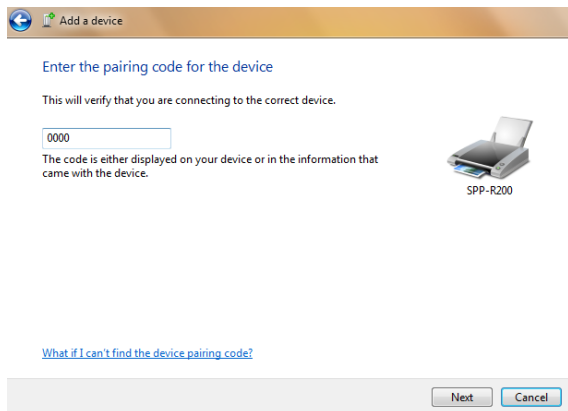 Add a device
Enter the pairing code for the device
This will verify that you are connecting to the correct device.
0000
The code is either displayed on your device or in the information that
came with the device.
SPP-R200
What if I can't find the device pairing code?
Next Cancel